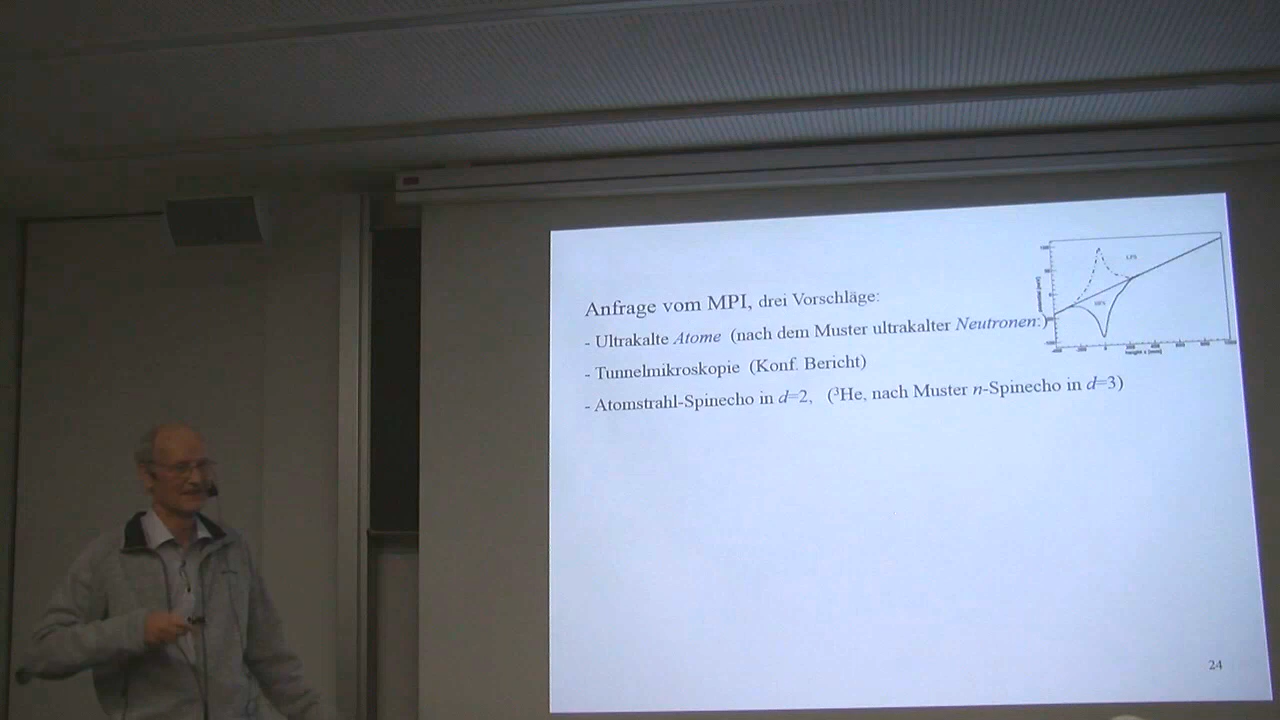 Anfrage vom MPI, drei Vorschläge:
- Ultrakalte Atome (nach dem Muster ultrakalter Neutronen:)
- Tunnelmikroskopie (Konf. Bericht)
- Atomstrahl-Spinecho in d=2, (³He, nach Muster n-Spinecho in d=3)
24